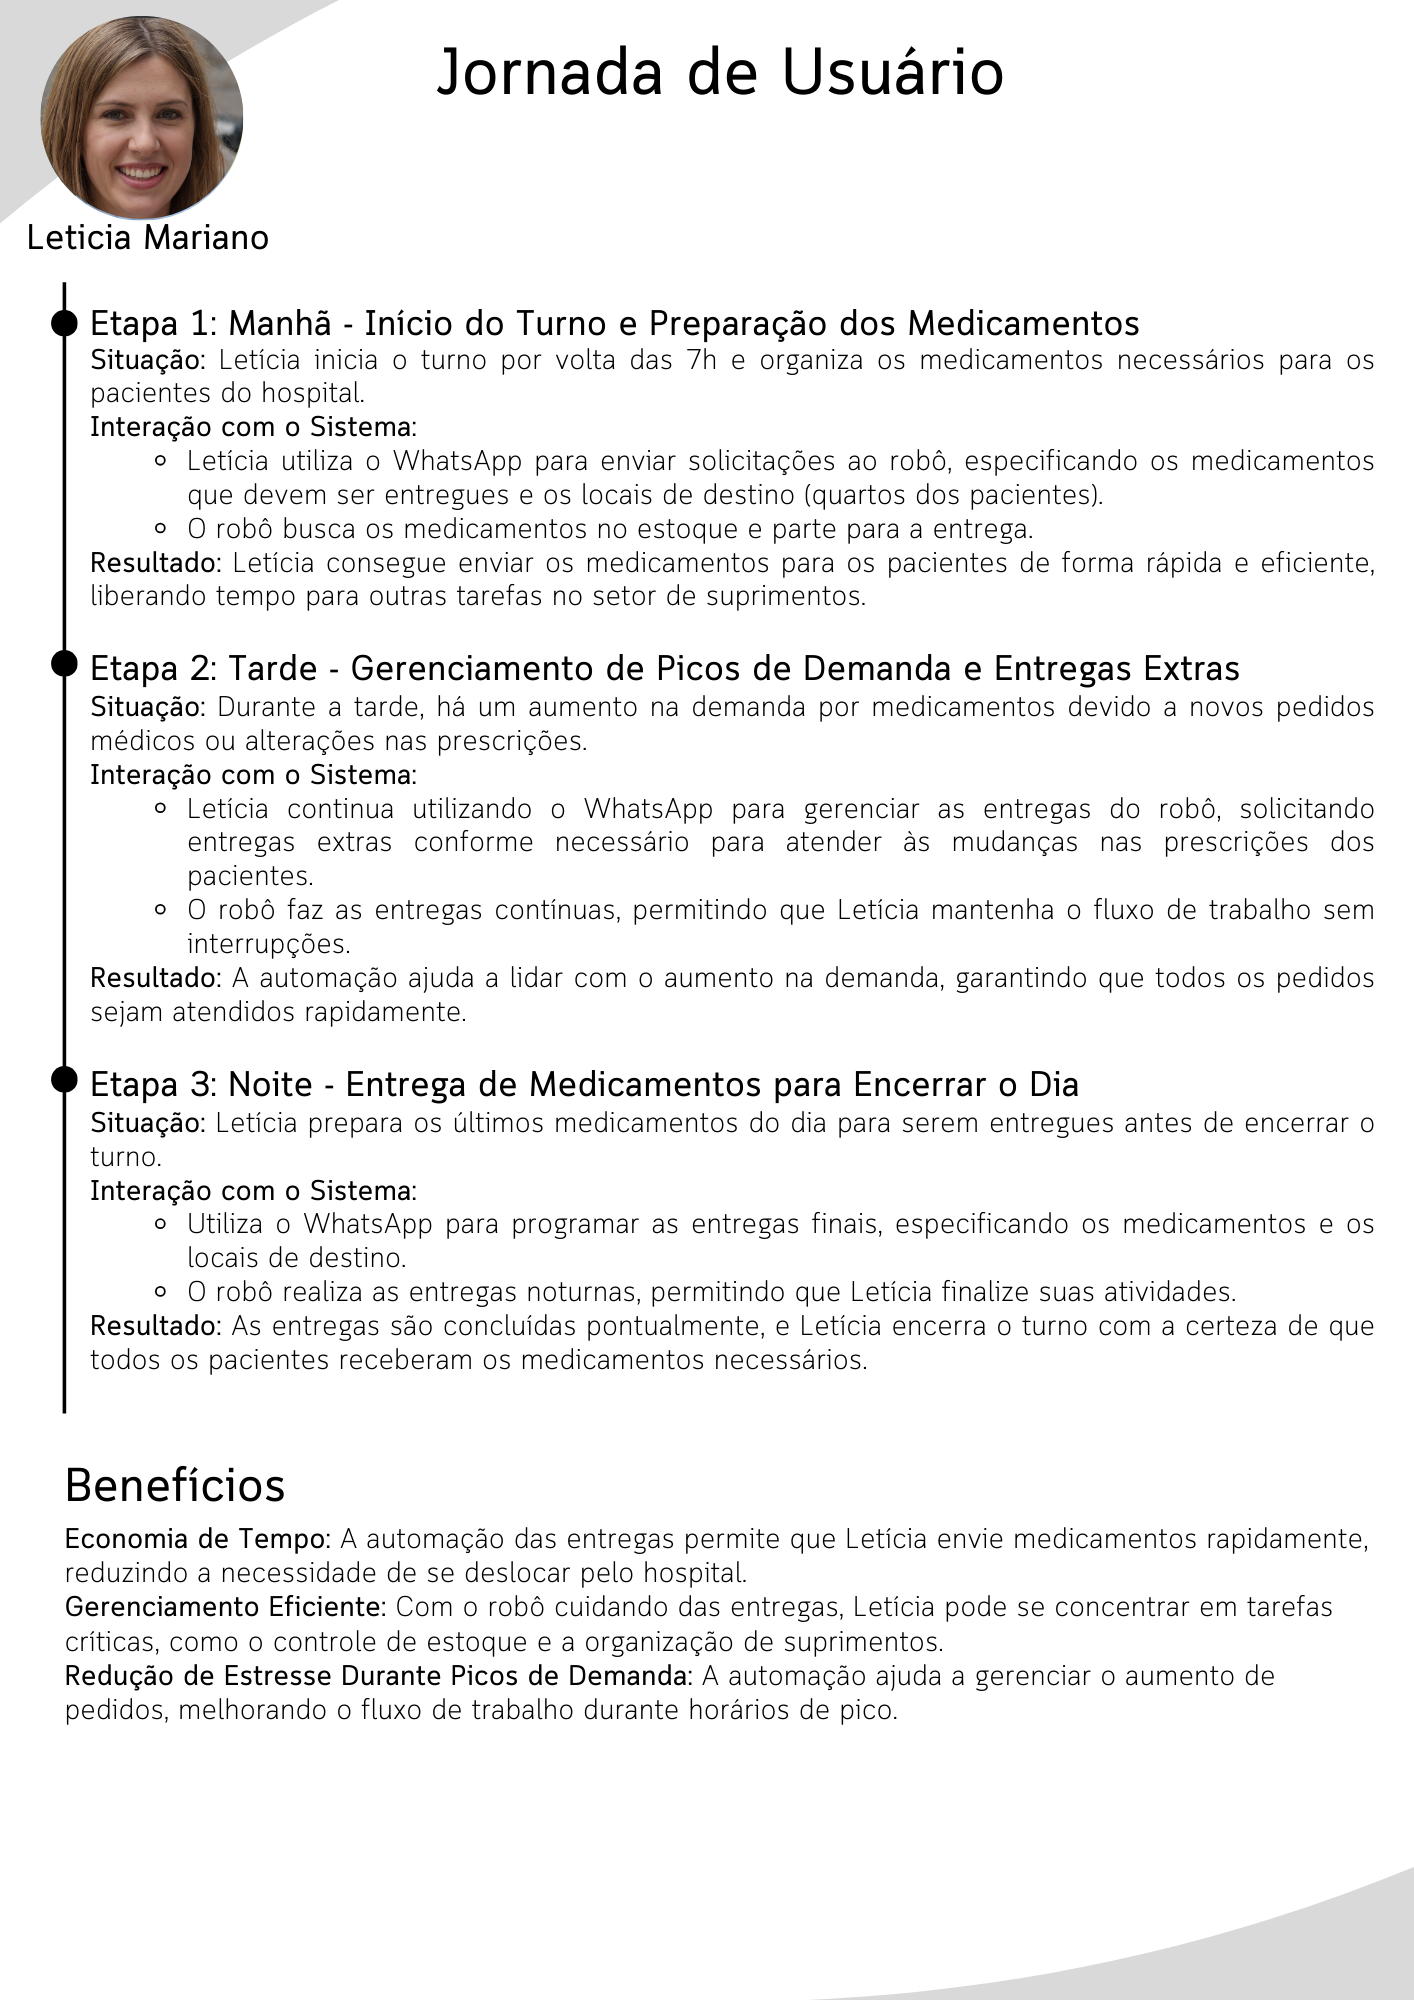 Jornada de Usuário
Leticia Mariano
Etapa 1: Manhã - Início do Turno e Preparação dos Medicamentos
Situação: Letícia inicia o turno por volta das 7h e organiza os medicamentos necessários para os
pacientes do hospital.
Interação com o Sistema:
Letícia utiliza o WhatsApp para enviar solicitações ao robô, especificando os medicamentos
que devem ser entregues e os locais de destino (quartos dos pacientes).
O robô busca os medicamentos no estoque e parte para a entrega.
Resultado: Letícia consegue enviar os medicamentos para os pacientes de forma rápida e eficiente,
liberando tempo para outras tarefas no setor de suprimentos.
Etapa 2: Tarde - Gerenciamento de Picos de Demanda e Entregas Extras
Situação: Durante a tarde, há um aumento na demanda por medicamentos devido a novos pedidos
médicos ou alterações nas prescrições.
Interação com o Sistema:
Letícia continua utilizando o WhatsApp para gerenciar as entregas do robô, solicitando
entregas extras conforme necessário para atender às mudanças nas prescrições dos
pacientes.
O robô faz as entregas contínuas, permitindo que Letícia mantenha o fluxo de trabalho sem
interrupções.
Resultado: A automação ajuda a lidar com o aumento na demanda, garantindo que todos os pedidos
sejam atendidos rapidamente.
Etapa 3: Noite - Entrega de Medicamentos para Encerrar o Dia
Situação: Letícia prepara os últimos medicamentos do dia para serem entregues antes de encerrar o
turno.
Interação com o Sistema:
Utiliza o WhatsApp para programar as entregas finais, especificando os medicamentos e os
locais de destino.
O robô realiza as entregas noturnas, permitindo que Letícia finalize suas atividades.
Resultado: As entregas são concluídas pontualmente, e Letícia encerra o turno com a certeza de que
todos os pacientes receberam os medicamentos necessários.
Benefícios
Economia de Tempo: A automação das entregas permite que Letícia envie medicamentos rapidamente,
reduzindo a necessidade de se deslocar pelo hospital.
Gerenciamento Eficiente: Com o robô cuidando das entregas, Letícia pode se concentrar em tarefas
críticas, como o controle de estoque e a organização de suprimentos.
Redução de Estresse Durante Picos de Demanda: A automação ajuda a gerenciar o aumento de
pedidos, melhorando o fluxo de trabalho durante horários de pico.